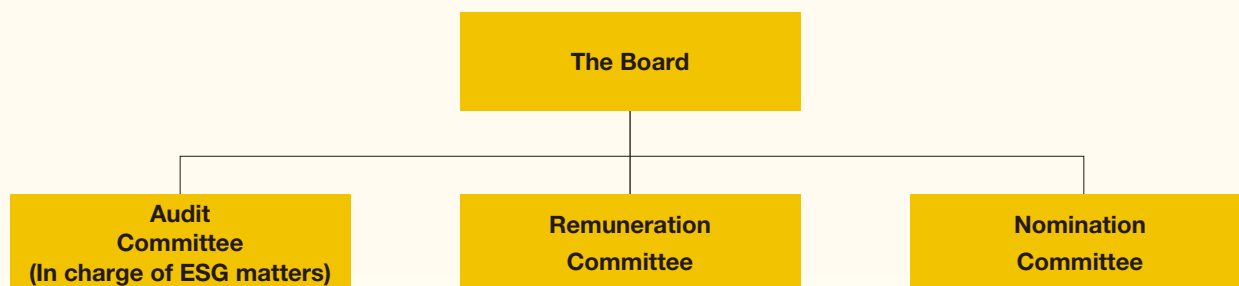 The Board
Audit
Committee
(In charge of ESG matters)
Remuneration
Committee
Nomination
Committee